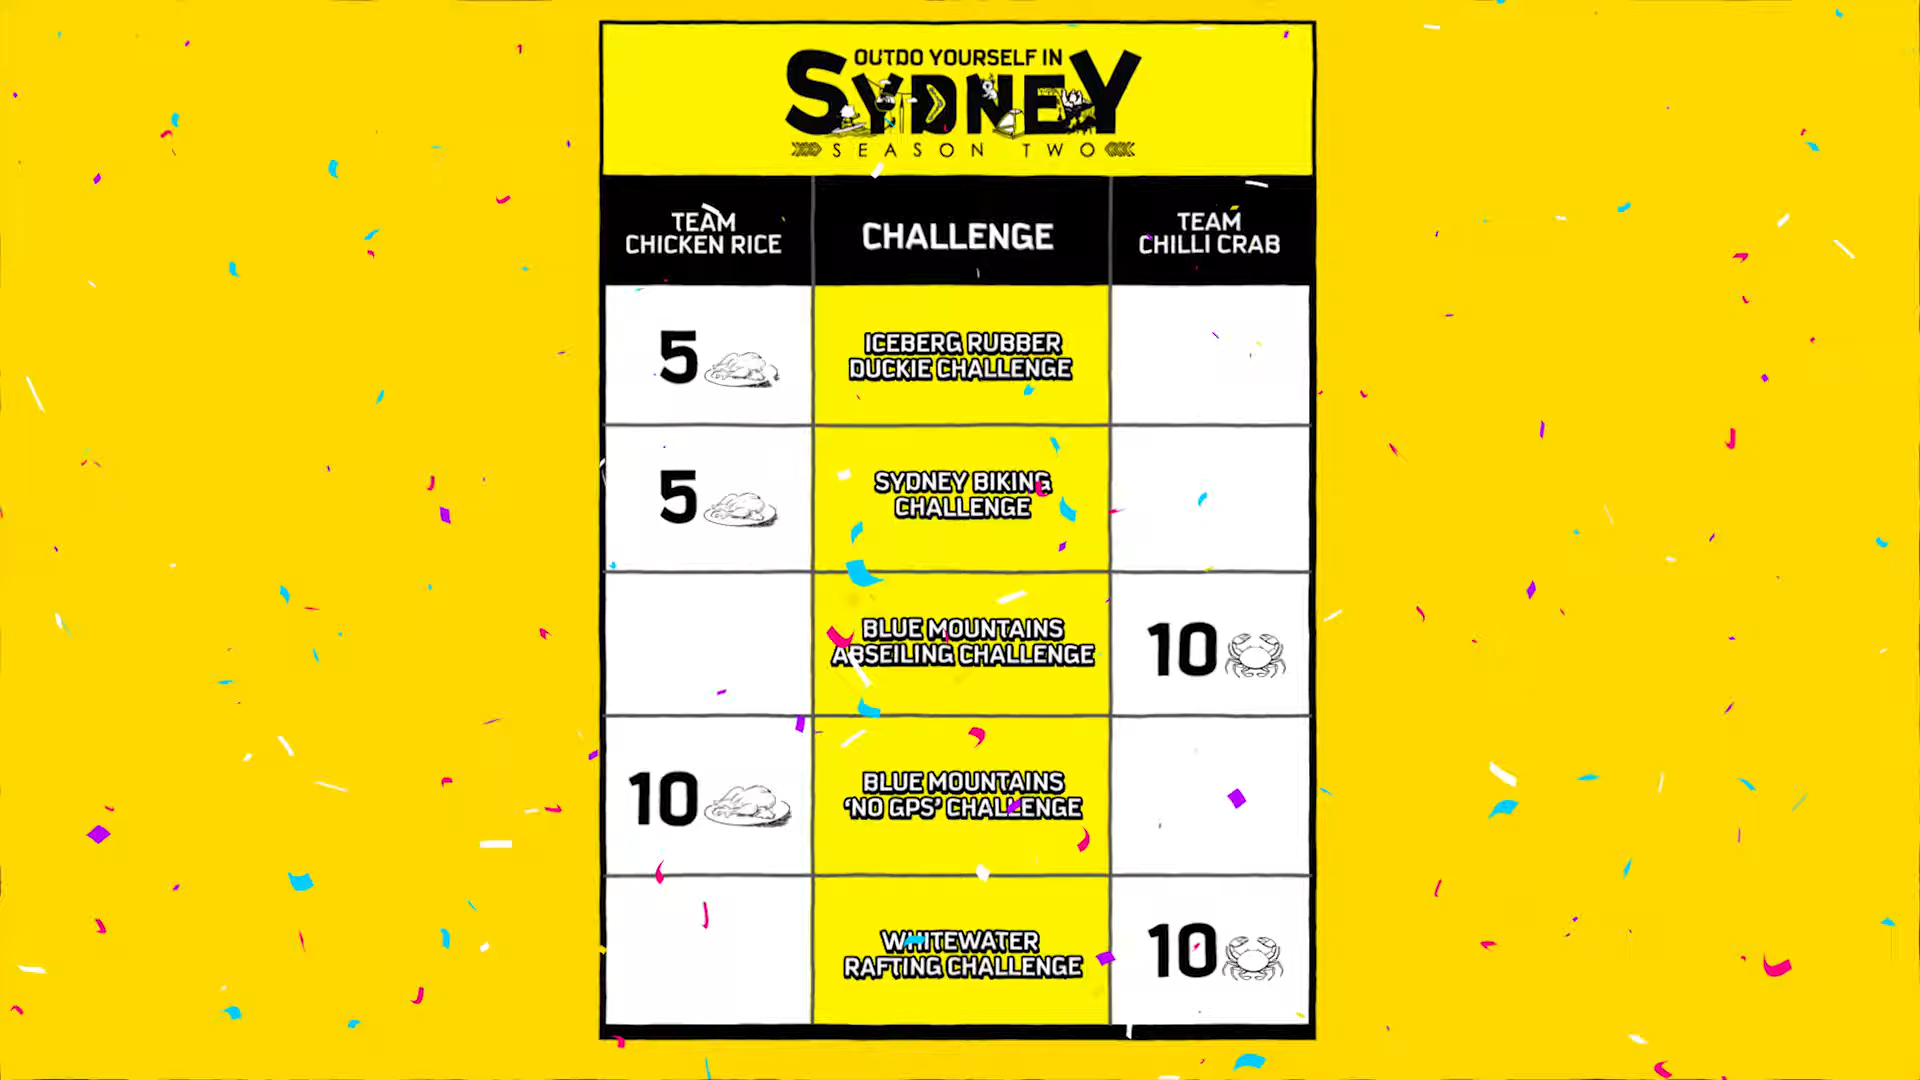 OUTDO YOURSELF IN
SYDNEY
SEASON TWO
TEAM
CHICKEN RICE
CHALLENGE
TEAM
CHILLI CRAB
5
ICEBERG RUBBER
DUCKIE CHALLENGE
5
SYDNEY BIKING
CHALLENGE
BLUE MOUNTAINS
ABSEILING CHALLENGE
10
10
BLUE MOUNTAINS
‘NO GPS’ CHALLENGE
WHITEWATER
RAFTING CHALLENGE
10